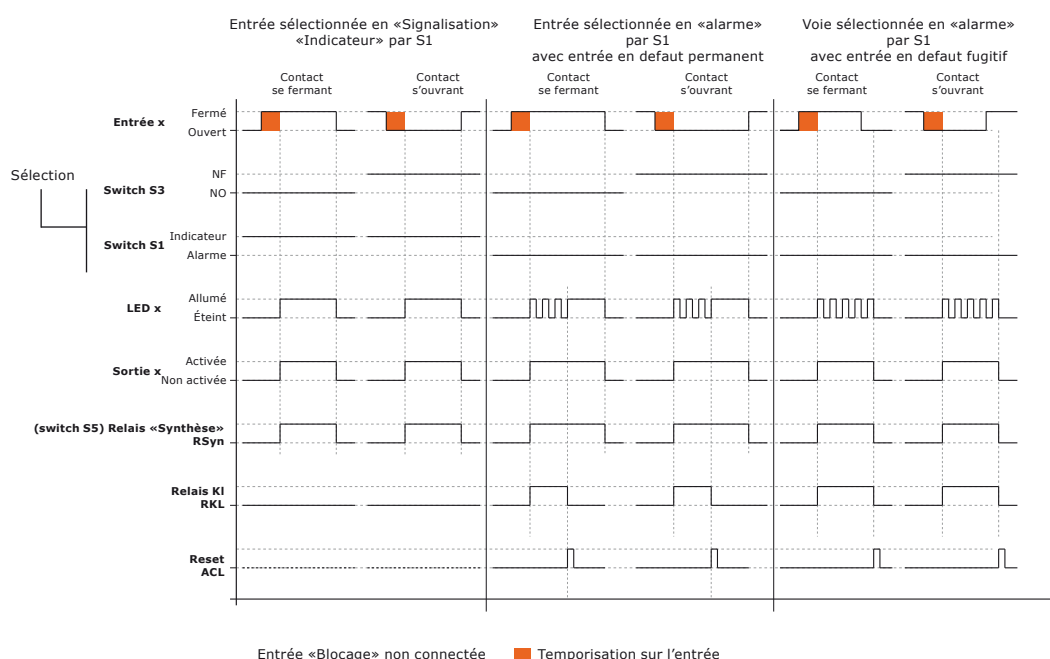 Entrée sélectionnée en «Signalisation»
«Indicateur» par S1
Entrée sélectionnée en «alarme»
par S1
avec entrée en defaut permanent
Voie sélectionnée en «alarme»
par S1
avec entrée en defaut fugitif
Contact
se fermant
Contact
s'ouvrant
Contact
se fermant
Contact
s'ouvrant
Contact
se fermant
Contact
s'ouvrant
Entrée x
Fermé
Ouvert
Sélection
Switch S3
NF
NO
Switch S1
Indicateur
Alarme
LED x
Allumé
Éteint
Sortie x
Activée
Non activée
(switch S5) Relais «Synthèse»
RSyn
Relais Kl
RKL
Reset
ACL
Entrée «Blocage» non connectée
Temporisation sur l'entrée